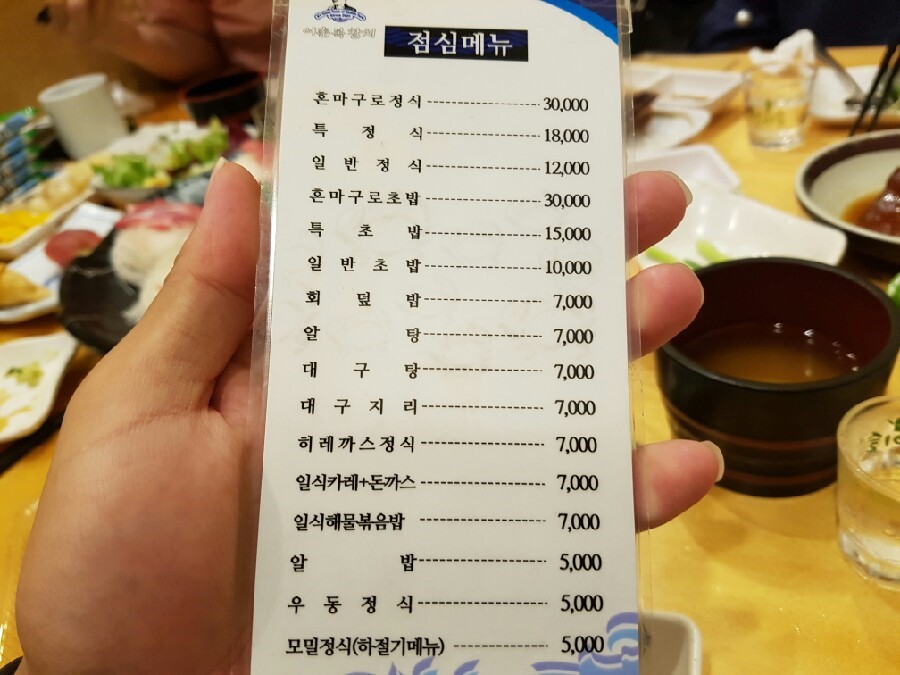 점심메뉴
혼마구로정식 30,000
특정식 18,000
일반정식 12,000
혼마구로초밥 30,000
특초밥 15,000
일반초밥 10,000
회덮밥 7,000
알탕 7,000
대구탕 7,000
대구지리 7,000
히레까스정식 7,000
일식카레+돈까스 7,000
일식해물볶음밥 7,000
알밥 5,000
우동정식 5,000
모밀정식(하절기메뉴) 5,000